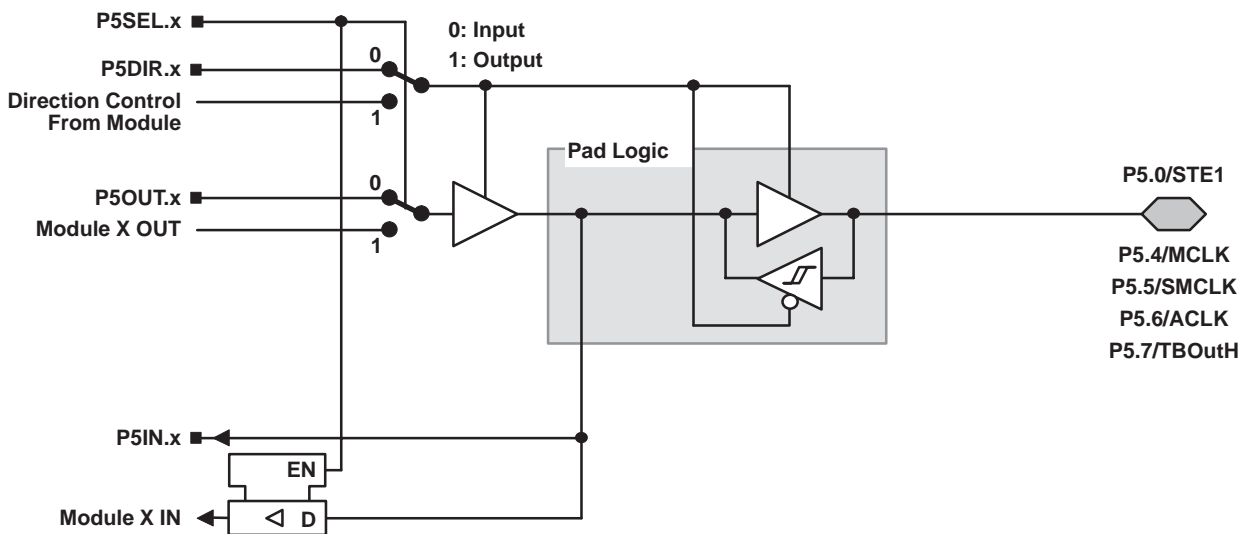 P5SEL.x
0: Input
1: Output
P5DIR.x
0
Direction Control
From Module
1
Pad Logic
P5OUT.x
0
Module X OUT
1
P5.0/STE1
P5.4/MCLK
P5.5/SMCLK
P5.6/ACLK
P5.7/TBOutH
P5IN.x
EN
Module X IN
D